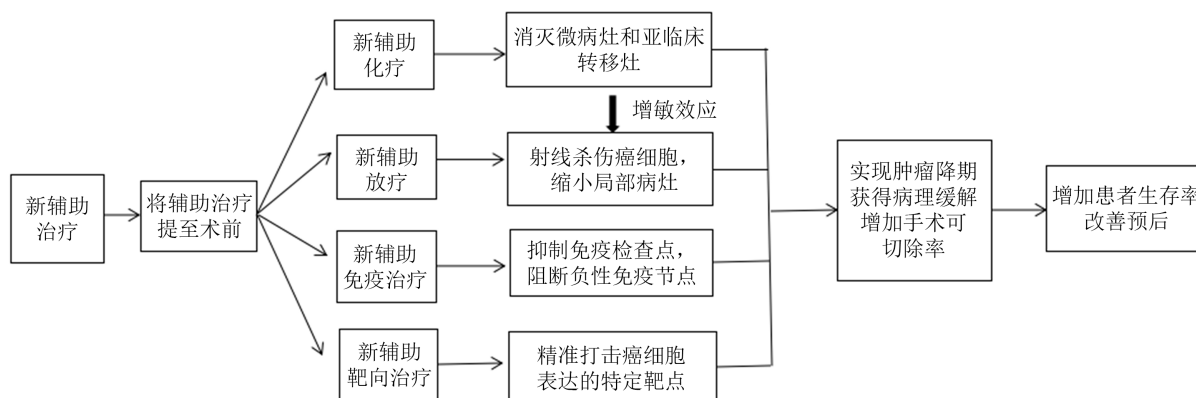 新辅助
治疗
将辅助治疗
提至术前
新辅助
化疗
消灭微病灶和亚临床
转移灶
增敏效应
新辅助
放疗
射线杀伤癌细胞，
缩小局部病灶
新辅助
免疫治疗
抑制免疫检查点，
阻断负性免疫节点
新辅助
靶向治疗
精准打击癌细胞
表达的特定靶点
实现肿瘤降期
获得病理缓解
增加手术可
切除率
增加患者生存率
改善预后